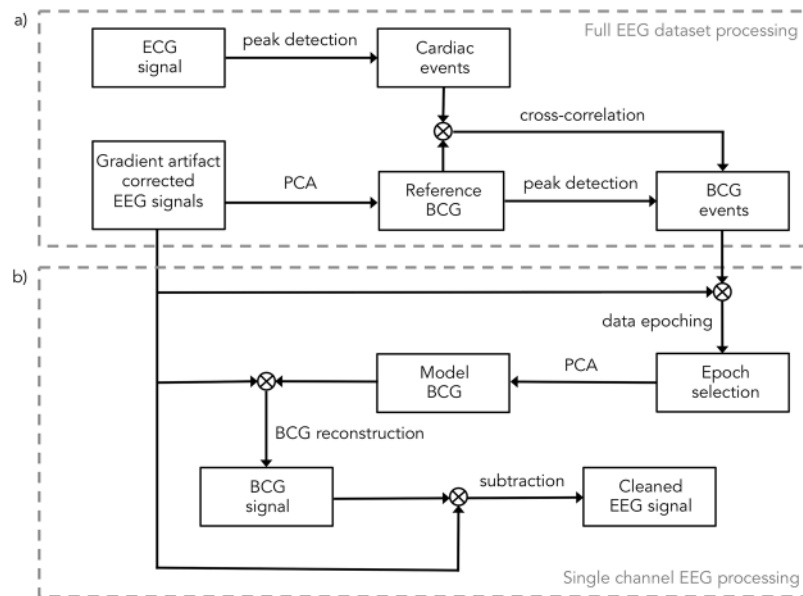 a)
Full EEG dataset processing
ECG
signal
peak detection
Cardiac
events
cross-correlation
Gradient artifact
corrected
EEG signals
PCA
Reference
BCG
peak detection
BCG
events
b)
data epoching
Epoch
selection
PCA
Model
BCG
BCG reconstruction
BCG
signal
subtraction
Cleaned
EEG signal
Single channel EEG processing